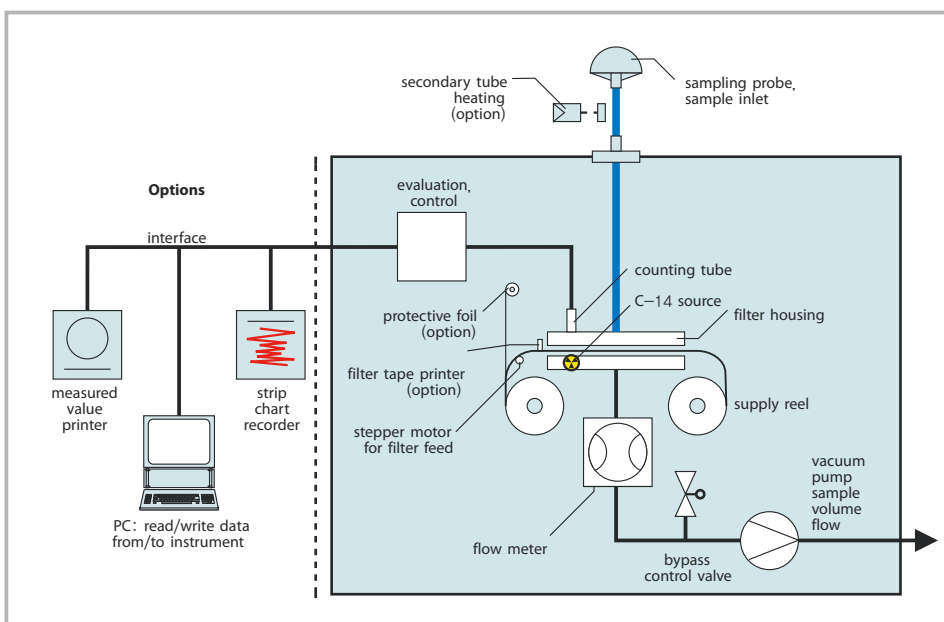 secondary tube
heating
(option)
sampling probe,
sample inlet
Options
evaluation,
control
interface
counting tube
C–14 source
protective foil
(option)
filter housing
filter tape printer
(option)
measured
value
printer
strip
chart
recorder
supply reel
stepper motor
for filter feed
vacuum
pump
sample
volume
flow
PC: read/write data
from/to instrument
flow meter
bypass
control valve